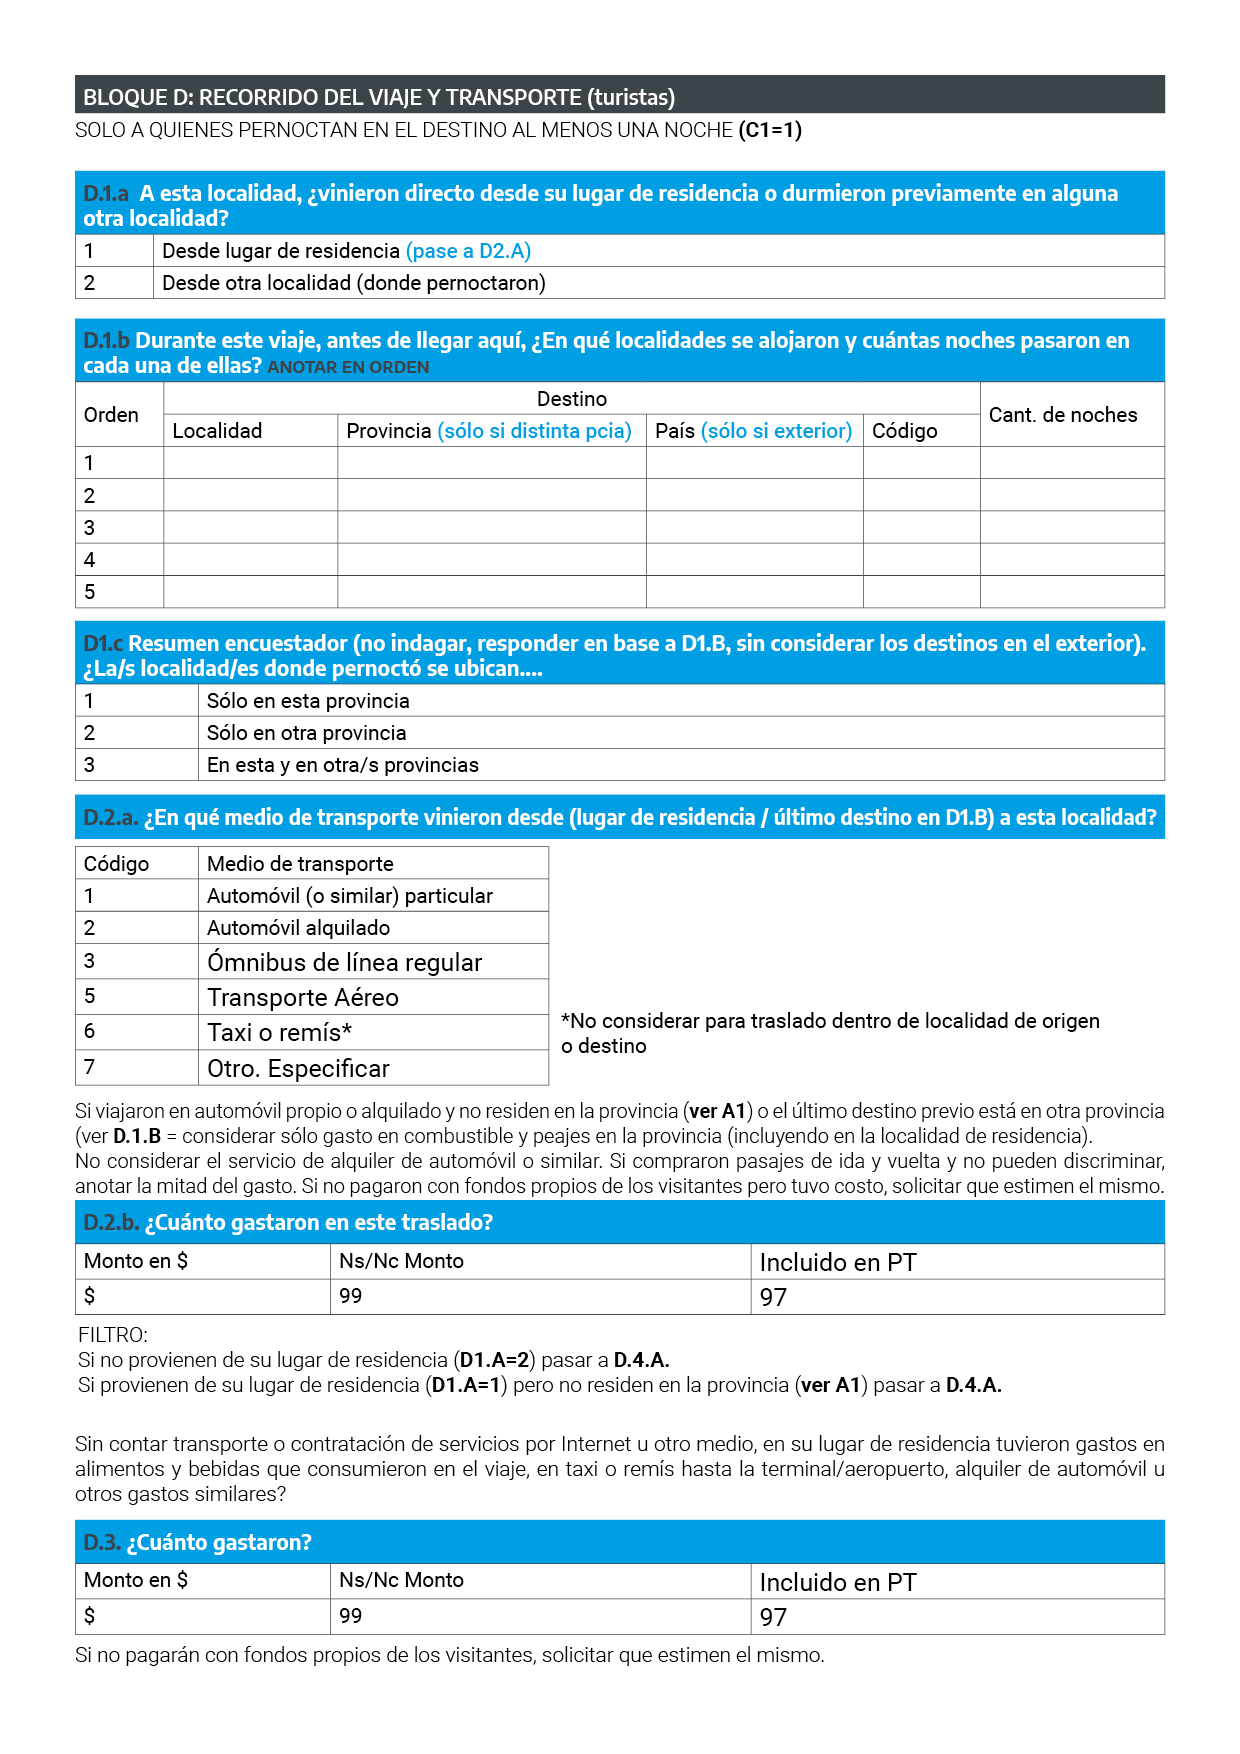 BLOQUE D: RECORRIDO DEL VIAJE Y TRANSPORTE (turistas)
SOLO A QUIENES PERNOCTAN EN EL DESTINO AL MENOS UNA NOCHE (C1=1)
D.1.a A esta localidad, ¿vinieron directo desde su lugar de residencia o durmieron previamente en alguna
otra localidad?
1 Desde lugar de residencia (pase a D2.A)
2 Desde otra localidad (donde pernoctaron)
D.1.b Durante este viaje, antes de llegar aquí, ¿En qué localidades se alojaron y cuántas noches pasaron en
cada una de ellas? ANOTAR EN ORDEN
Orden Destino Cant. de noches
Localidad Provincia (sólo si distinta pcia) País (sólo si exterior) Código
1
2
3
4
5
D1.c Resumen encuestador (no indagar, responder en base a D1.B, sin considerar los destinos en el exterior).
¿La/s localidad/es donde pernoctó se ubican....
1 Sólo en esta provincia
2 Sólo en otra provincia
3 En esta y en otra/s provincias
D.2.a. ¿En qué medio de transporte vinieron desde (lugar de residencia / último destino en D1.B) a esta localidad?
Código Medio de transporte
1 Automóvil (o similar) particular
2 Automóvil alquilado
3 Ómnibus de línea regular
5 Transporte Aéreo
6 Taxi o remís*
7 Otro. Especificar
*No considerar para traslado dentro de localidad de origen
o destino
Si viajaron en automóvil propio o alquilado y no residen en la provincia (ver A1) o el último destino previo está en otra provincia
(ver D.1.B = considerar sólo gasto en combustible y peajes en la provincia (incluyendo en la localidad de residencia).
No considerar el servicio de alquiler de automóvil o similar. Si compraron pasajes de ida y vuelta y no pueden discriminar,
anotar la mitad del gasto. Si no pagaron con fondos propios de los visitantes pero tuvo costo, solicitar que estimen el mismo.
D.2.b. ¿Cuánto gastaron en este traslado?
Monto en $ Ns/Nc Monto Incluido en PT
$ 99 97
FILTRO:
Si no provienen de su lugar de residencia (D1.A=2) pasar a D.4.A.
Si provienen de su lugar de residencia (D1.A=1) pero no residen en la provincia (ver A1) pasar a D.4.A.
Sin contar transporte o contratación de servicios por Internet u otro medio, en su lugar de residencia tuvieron gastos en
alimentos y bebidas que consumieron en el viaje, en taxi o remís hasta la terminal/aeropuerto, alquiler de automóvil u
otros gastos similares?
D.3. ¿Cuánto gastaron?
Monto en $ Ns/Nc Monto Incluido en PT
$ 99 97
Si no pagarán con fondos propios de los visitantes, solicitar que estimen el mismo.